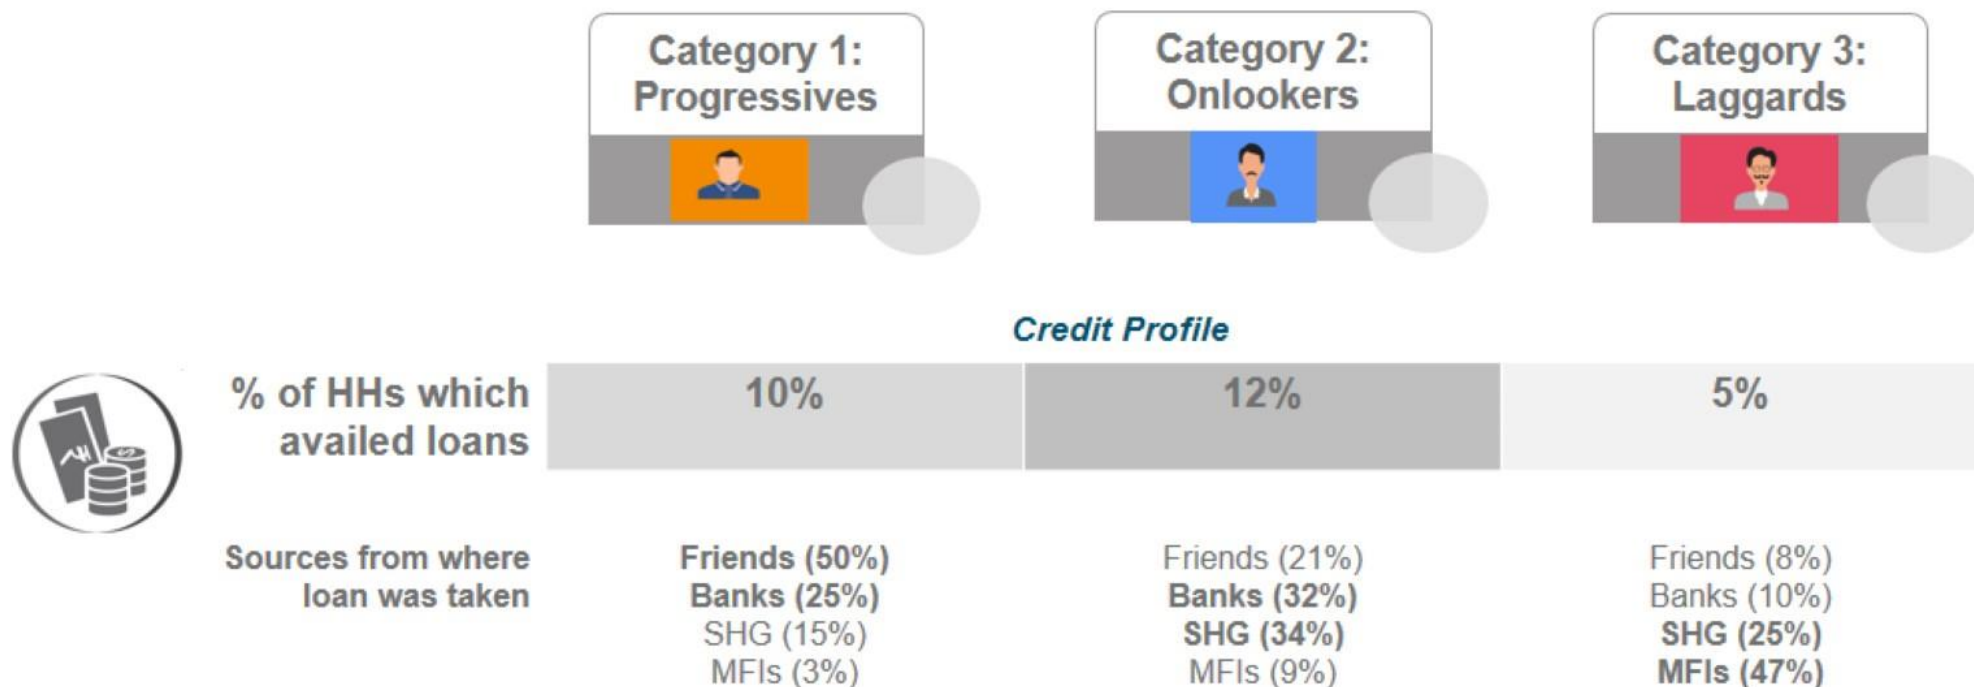 Category 1:
Progressives
Category 2:
Onlookers
Category 3:
Laggards
Credit Profile
% of HHs which
availed loans
10%
12%
5%
Sources from where
loan was taken
Friends (50%)
Banks (25%)
SHG (15%)
MFIs (3%)
Friends (21%)
Banks (32%)
SHG (34%)
MFIs (9%)
Friends (8%)
Banks (10%)
SHG (25%)
MFIs (47%)